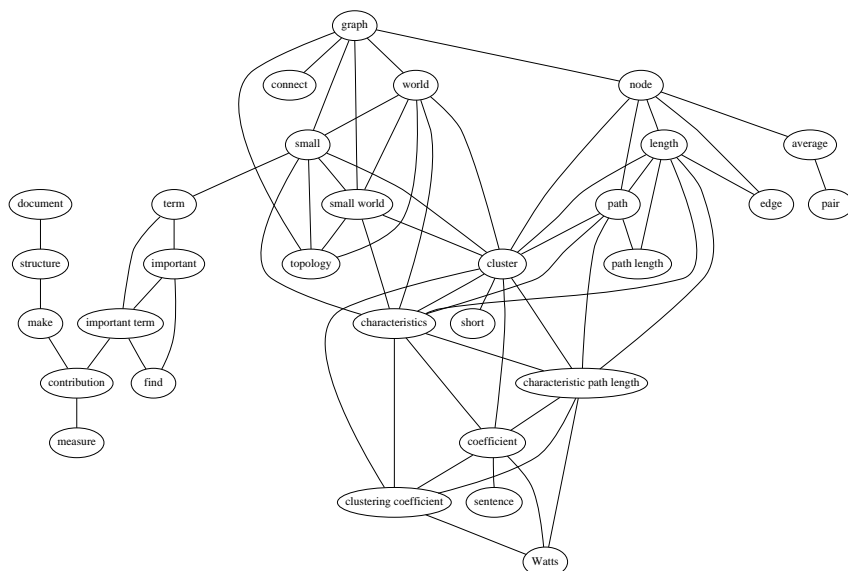 graph
connect
world
node
small
length
average
document
term
small world
path
edge
pair
structure
important
topology
cluster
path length
make
important term
characteristics
short
contribution
find
characteristic path length
measure
coefficient
clustering coefficient
sentence
Watts